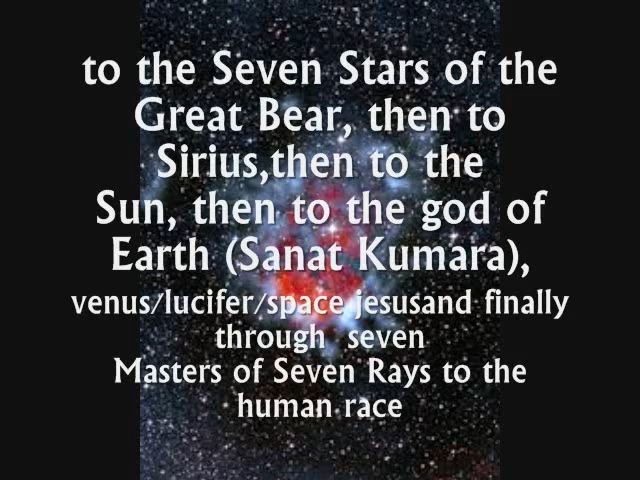 to the Seven Stars of the
Great Bear, then to
Sirius,then to the
Sun, then to the god of
Earth (Sanat Kumara),
venus/lucifer/space jesusand finally
through seven
Masters of Seven Rays to the
human race